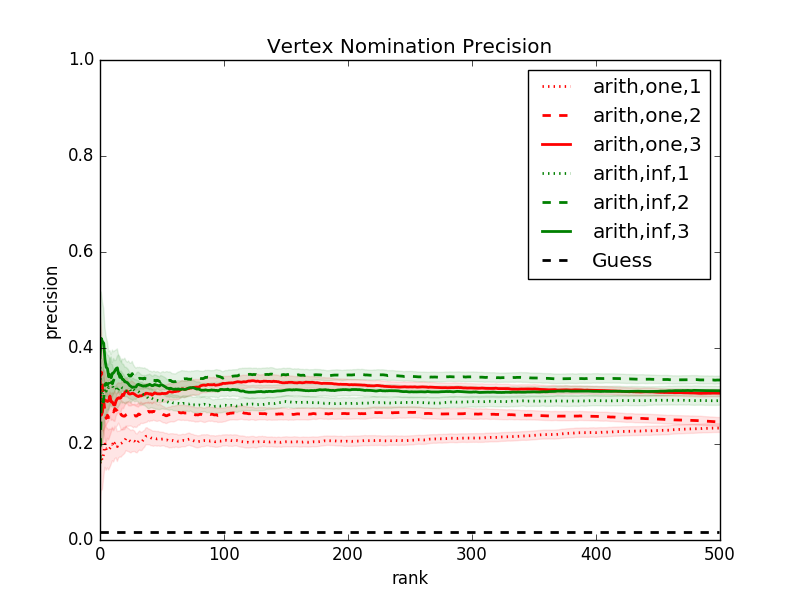 Vertex Nomination Precision
1.0
0.8
0.6
0.4
0.2
0.0
precision
arith,one,1
arith,one,2
arith,one,3
arith,inf,1
arith,inf,2
arith,inf,3
Guess
0 100 200 300 400 500
rank